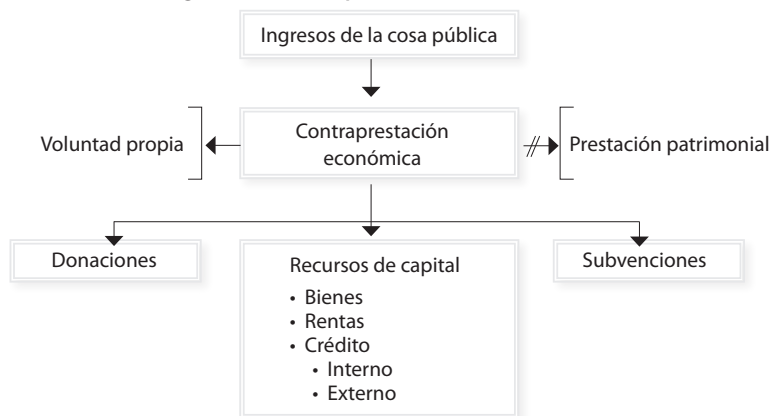 Ingresos de la cosa pública
Voluntad propia
Contraprestación
económica
Prestación patrimonial
Donaciones
Recursos de capital
• Bienes
• Rentas
• Crédito
• Interno
• Externo
Subvenciones